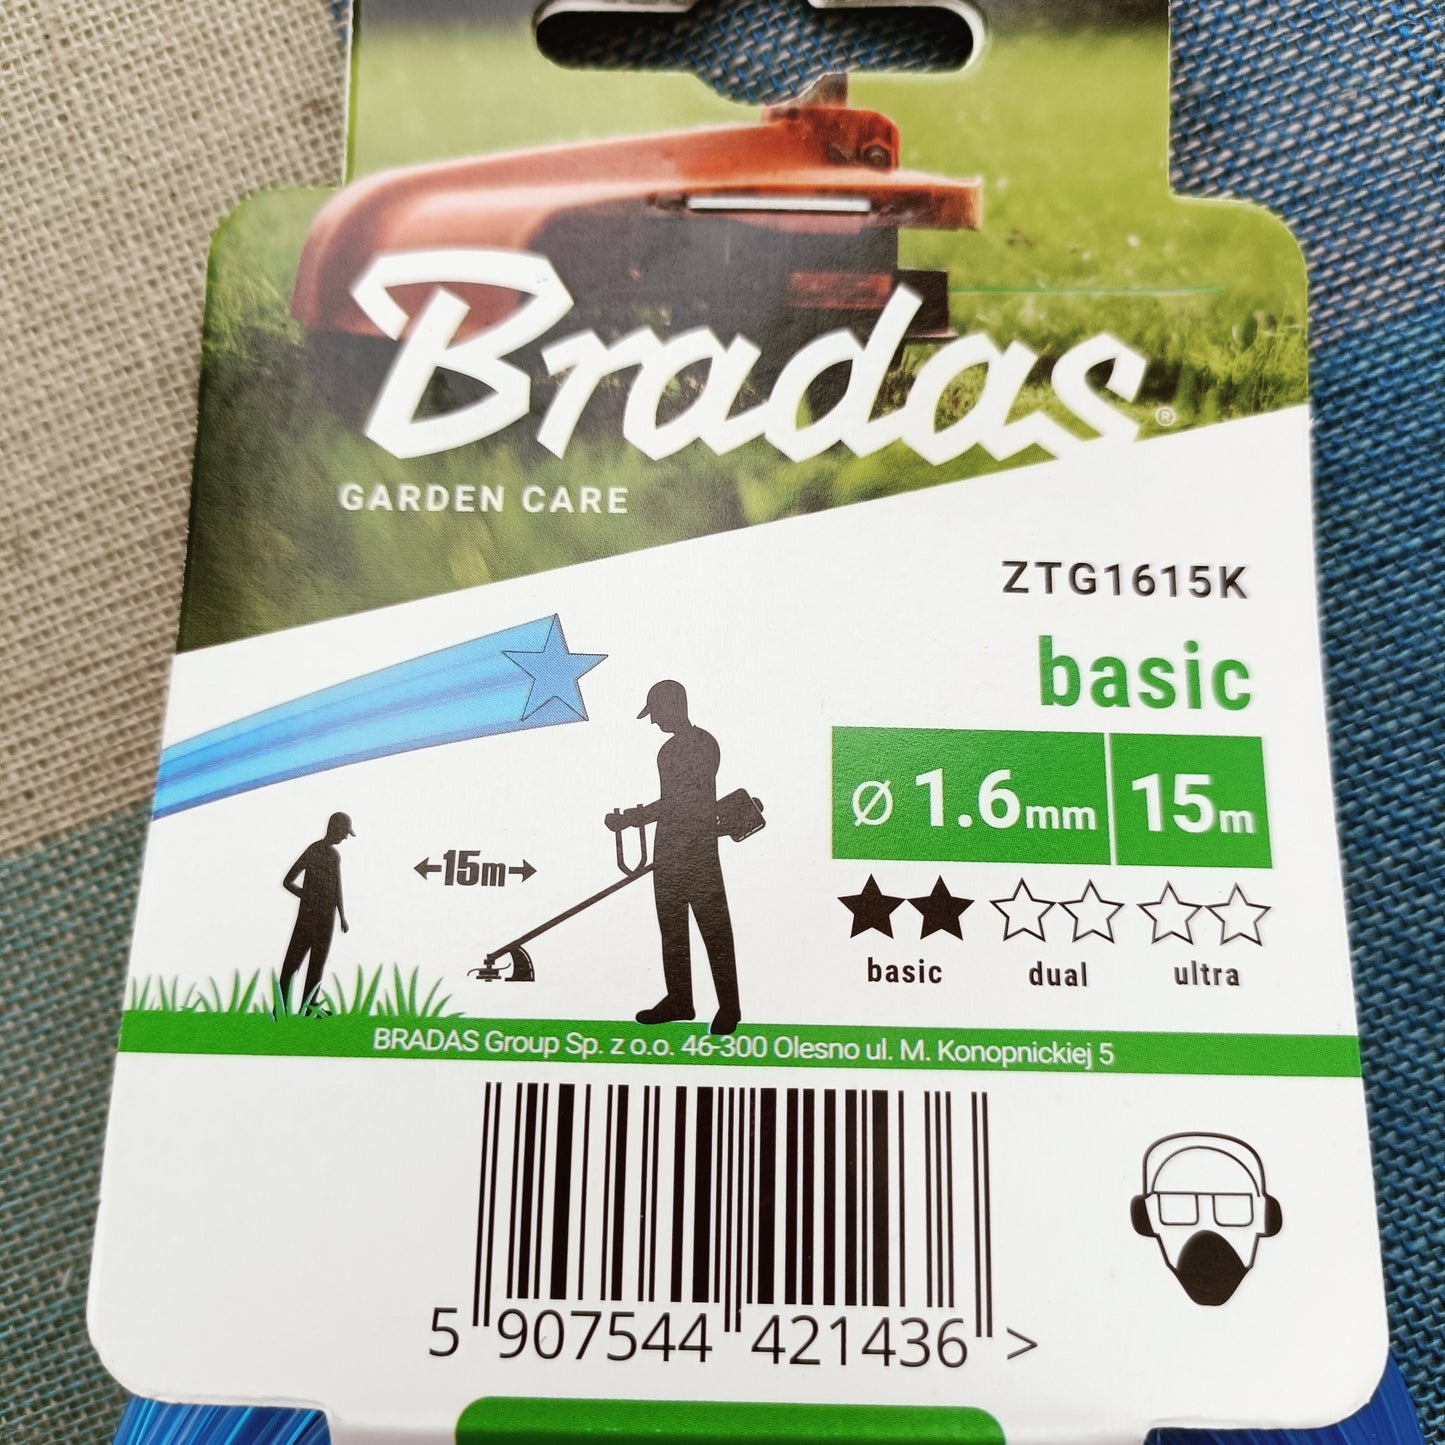 Bradas®
GARDEN CARE
ZTG1615K
basic
Ø 1.6mm 15m
15m
basic dual ultra
BRADAS Group Sp. z o.o. 46-300 Olesno ul. M. Konopnickiej 5
5 907544 421436 >